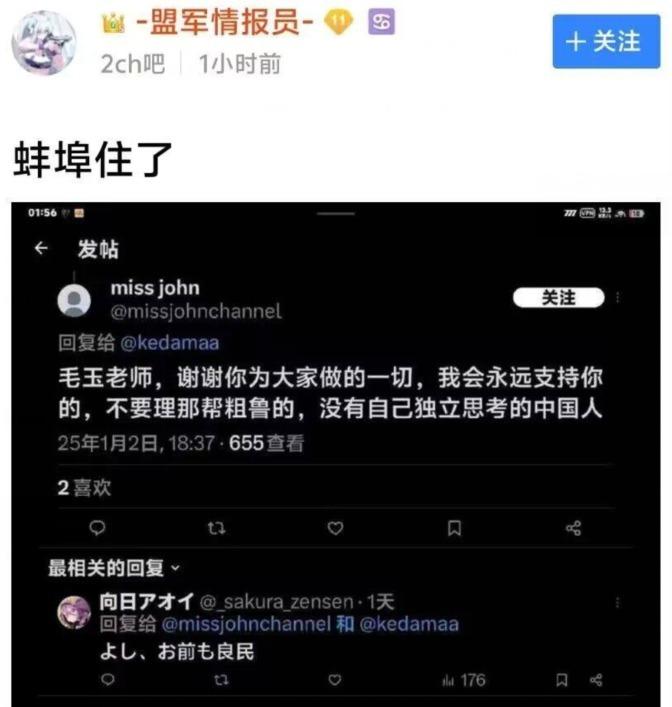 -盟军情报员- 11
2ch吧 | 1小时前
+ 关注
蚌埠住了
01:56
VPN
发帖
miss john
@missjohnchannel
关注
回复给 @kedamaa
毛玉老师，谢谢你为大家做的一切，我会永远支持你
的，不要理那帮粗鲁的，没有自己独立思考的中国人
25年1月2日, 18:37 · 655查看
2 喜欢
最相关的回复
向日アオイ @_sakura_zensen · 1天
回复给 @missjohnchannel 和 @kedamaa
よし、お前も良民
176